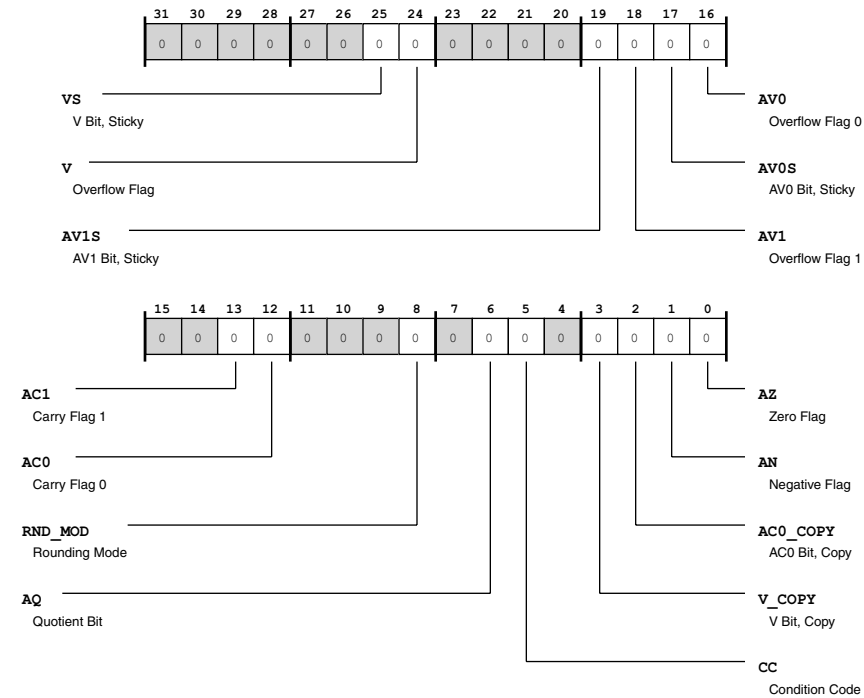 31 30 29 28 27 26 25 24 23 22 21 20 19 18 17 16
0 0 0 0 0 0 0 0 0 0 0 0 0 0 0 0
VS
V Bit, Sticky
AV0
Overflow Flag 0
V
Overflow Flag
AV0S
AV0 Bit, Sticky
AV1S
AV1 Bit, Sticky
AV1
Overflow Flag 1
15 14 13 12 11 10 9 8 7 6 5 4 3 2 1 0
0 0 0 0 0 0 0 0 0 0 0 0 0 0 0 0
AC1
Carry Flag 1
AZ
Zero Flag
AC0
Carry Flag 0
AN
Negative Flag
RND_MOD
Rounding Mode
AC0_COPY
AC0 Bit, Copy
AQ
Quotient Bit
V_COPY
V Bit, Copy
CC
Condition Code